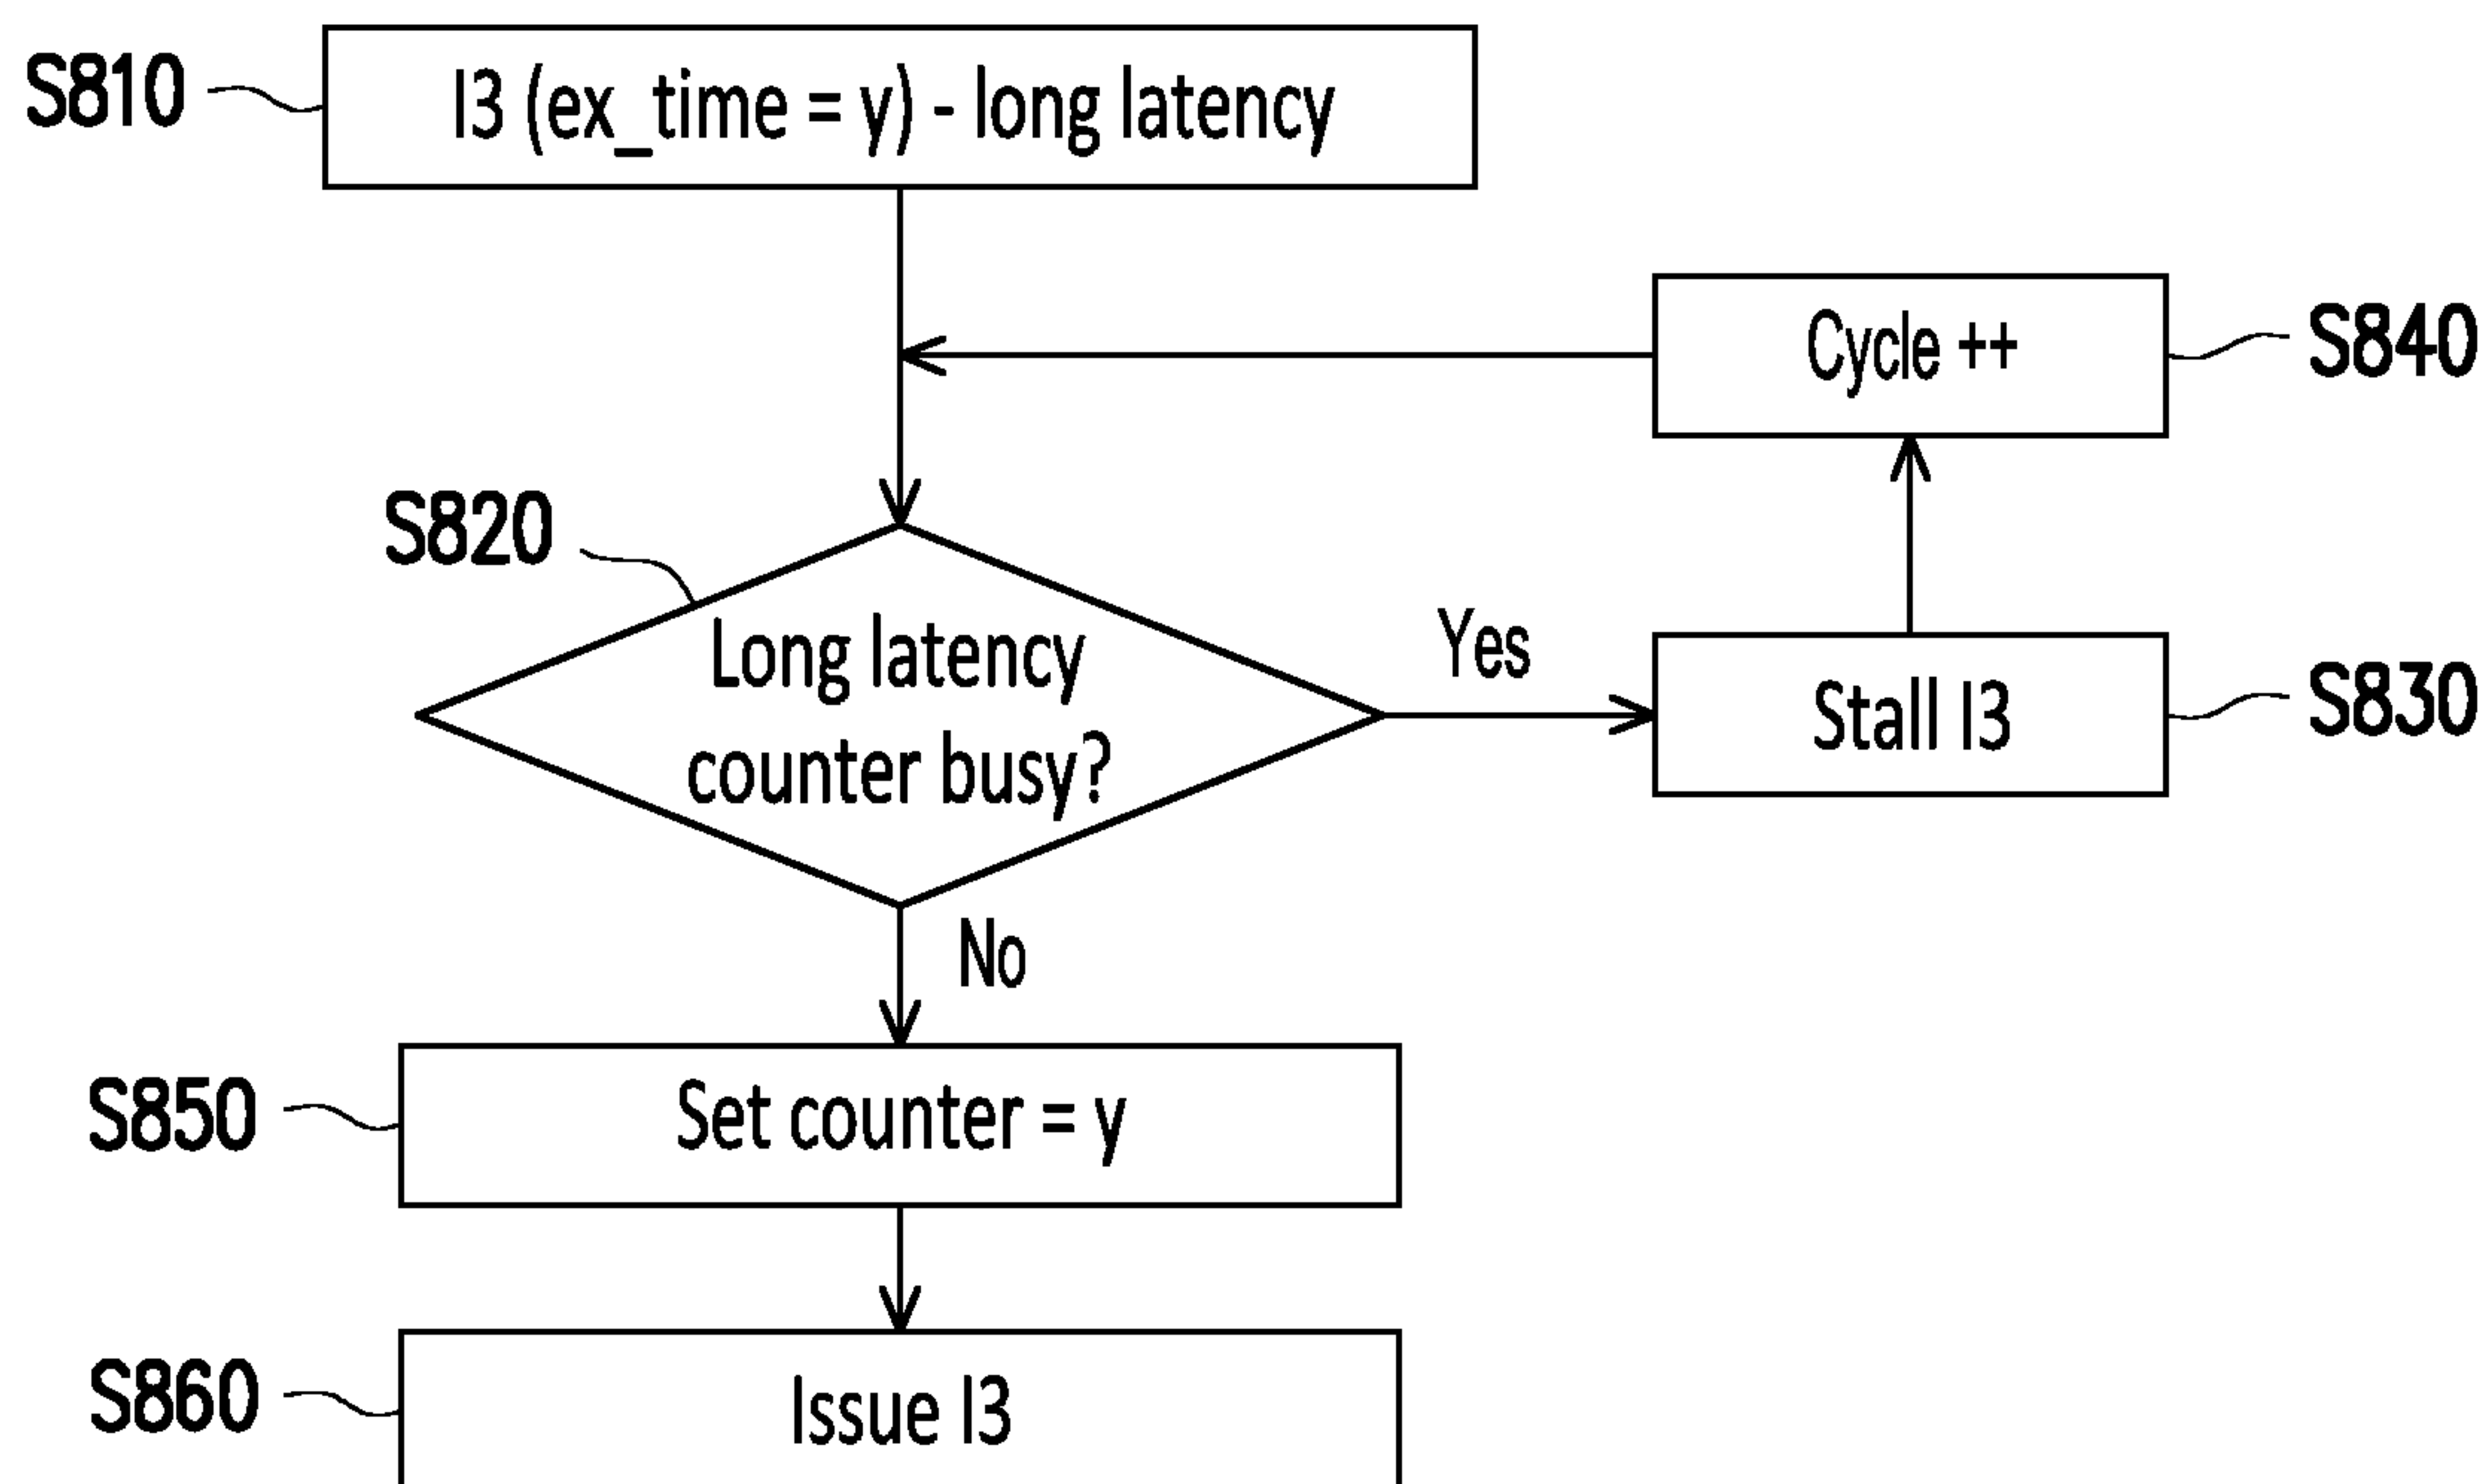 S810
I3 (ex_time = y) - long latency
Cycle ++
S840
S820
Long latency
counter busy?
Yes
Stall I3
S830
No
S850
Set counter = y
S860
Issue I3